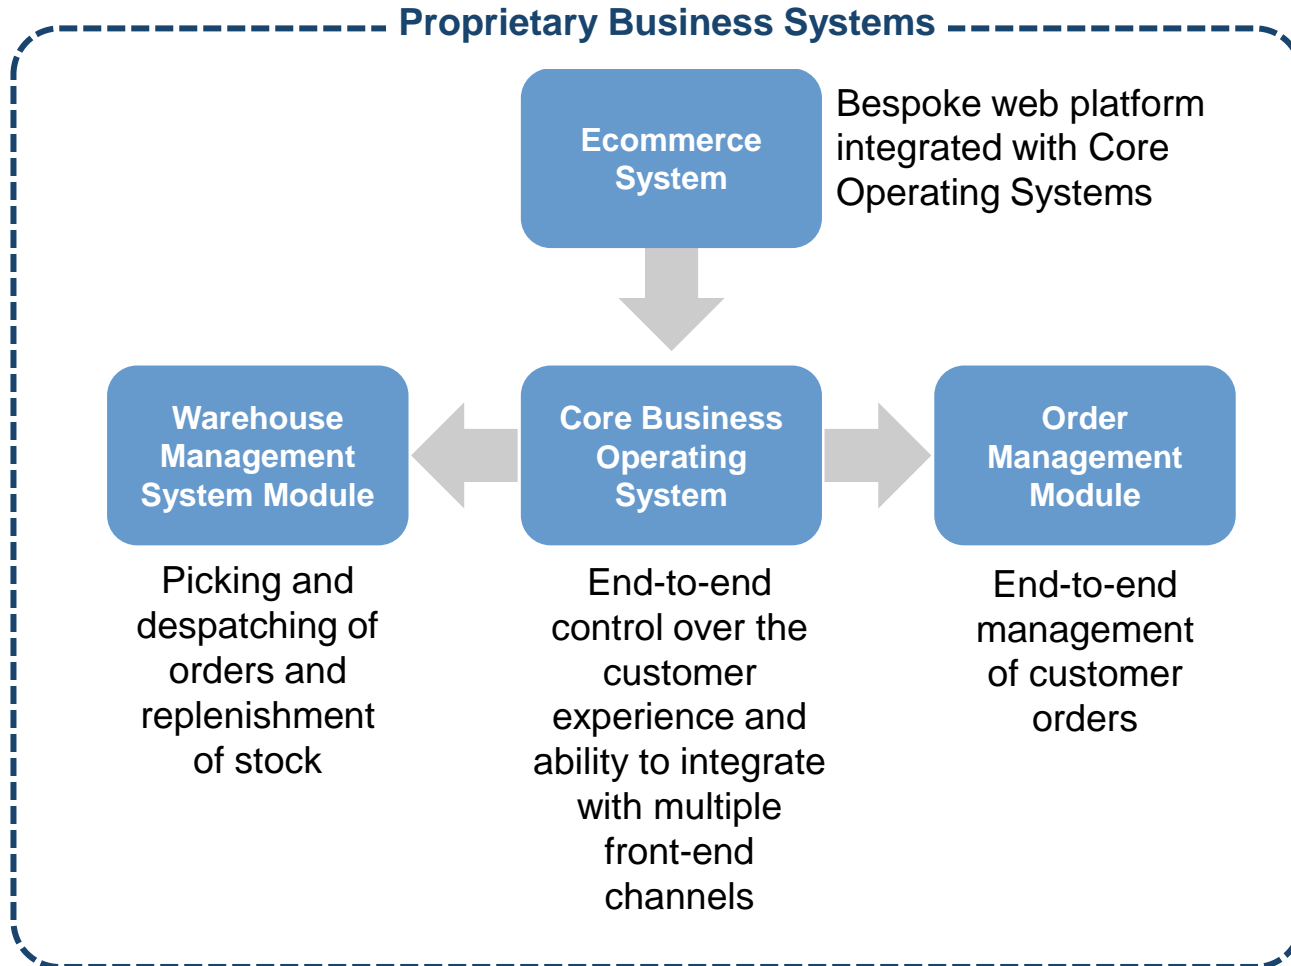 Proprietary Business Systems
Ecommerce
System
Bespoke web platform
integrated with Core
Operating Systems
Warehouse
Management
System Module
Core Business
Operating
System
Order
Management
Module
Picking and
despatching of
orders and
replenishment
of stock
End-to-end
control over the
customer
experience and
ability to integrate
with multiple
front-end
channels
End-to-end
management
of customer
orders